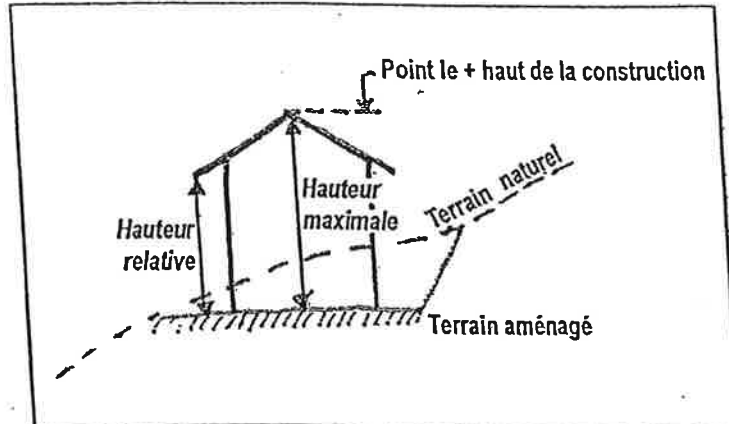 Point le + haut de la construction
Terrain naturel
Hauteur
maximale
Hauteur
relative
Terrain aménagé